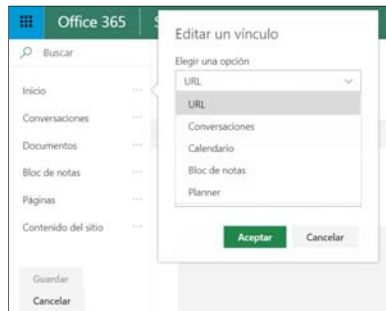 Office 365
S
Buscar
Inicio
Conversaciones
Documentos
Bloc de notas
Páginas
Contenido del sitio
Guardar
Cancelar
Editar un vínculo
Elegir una opción
URL
URL
Conversaciones
Calendario
Bloc de notas
Planner
Aceptar
Cancelar